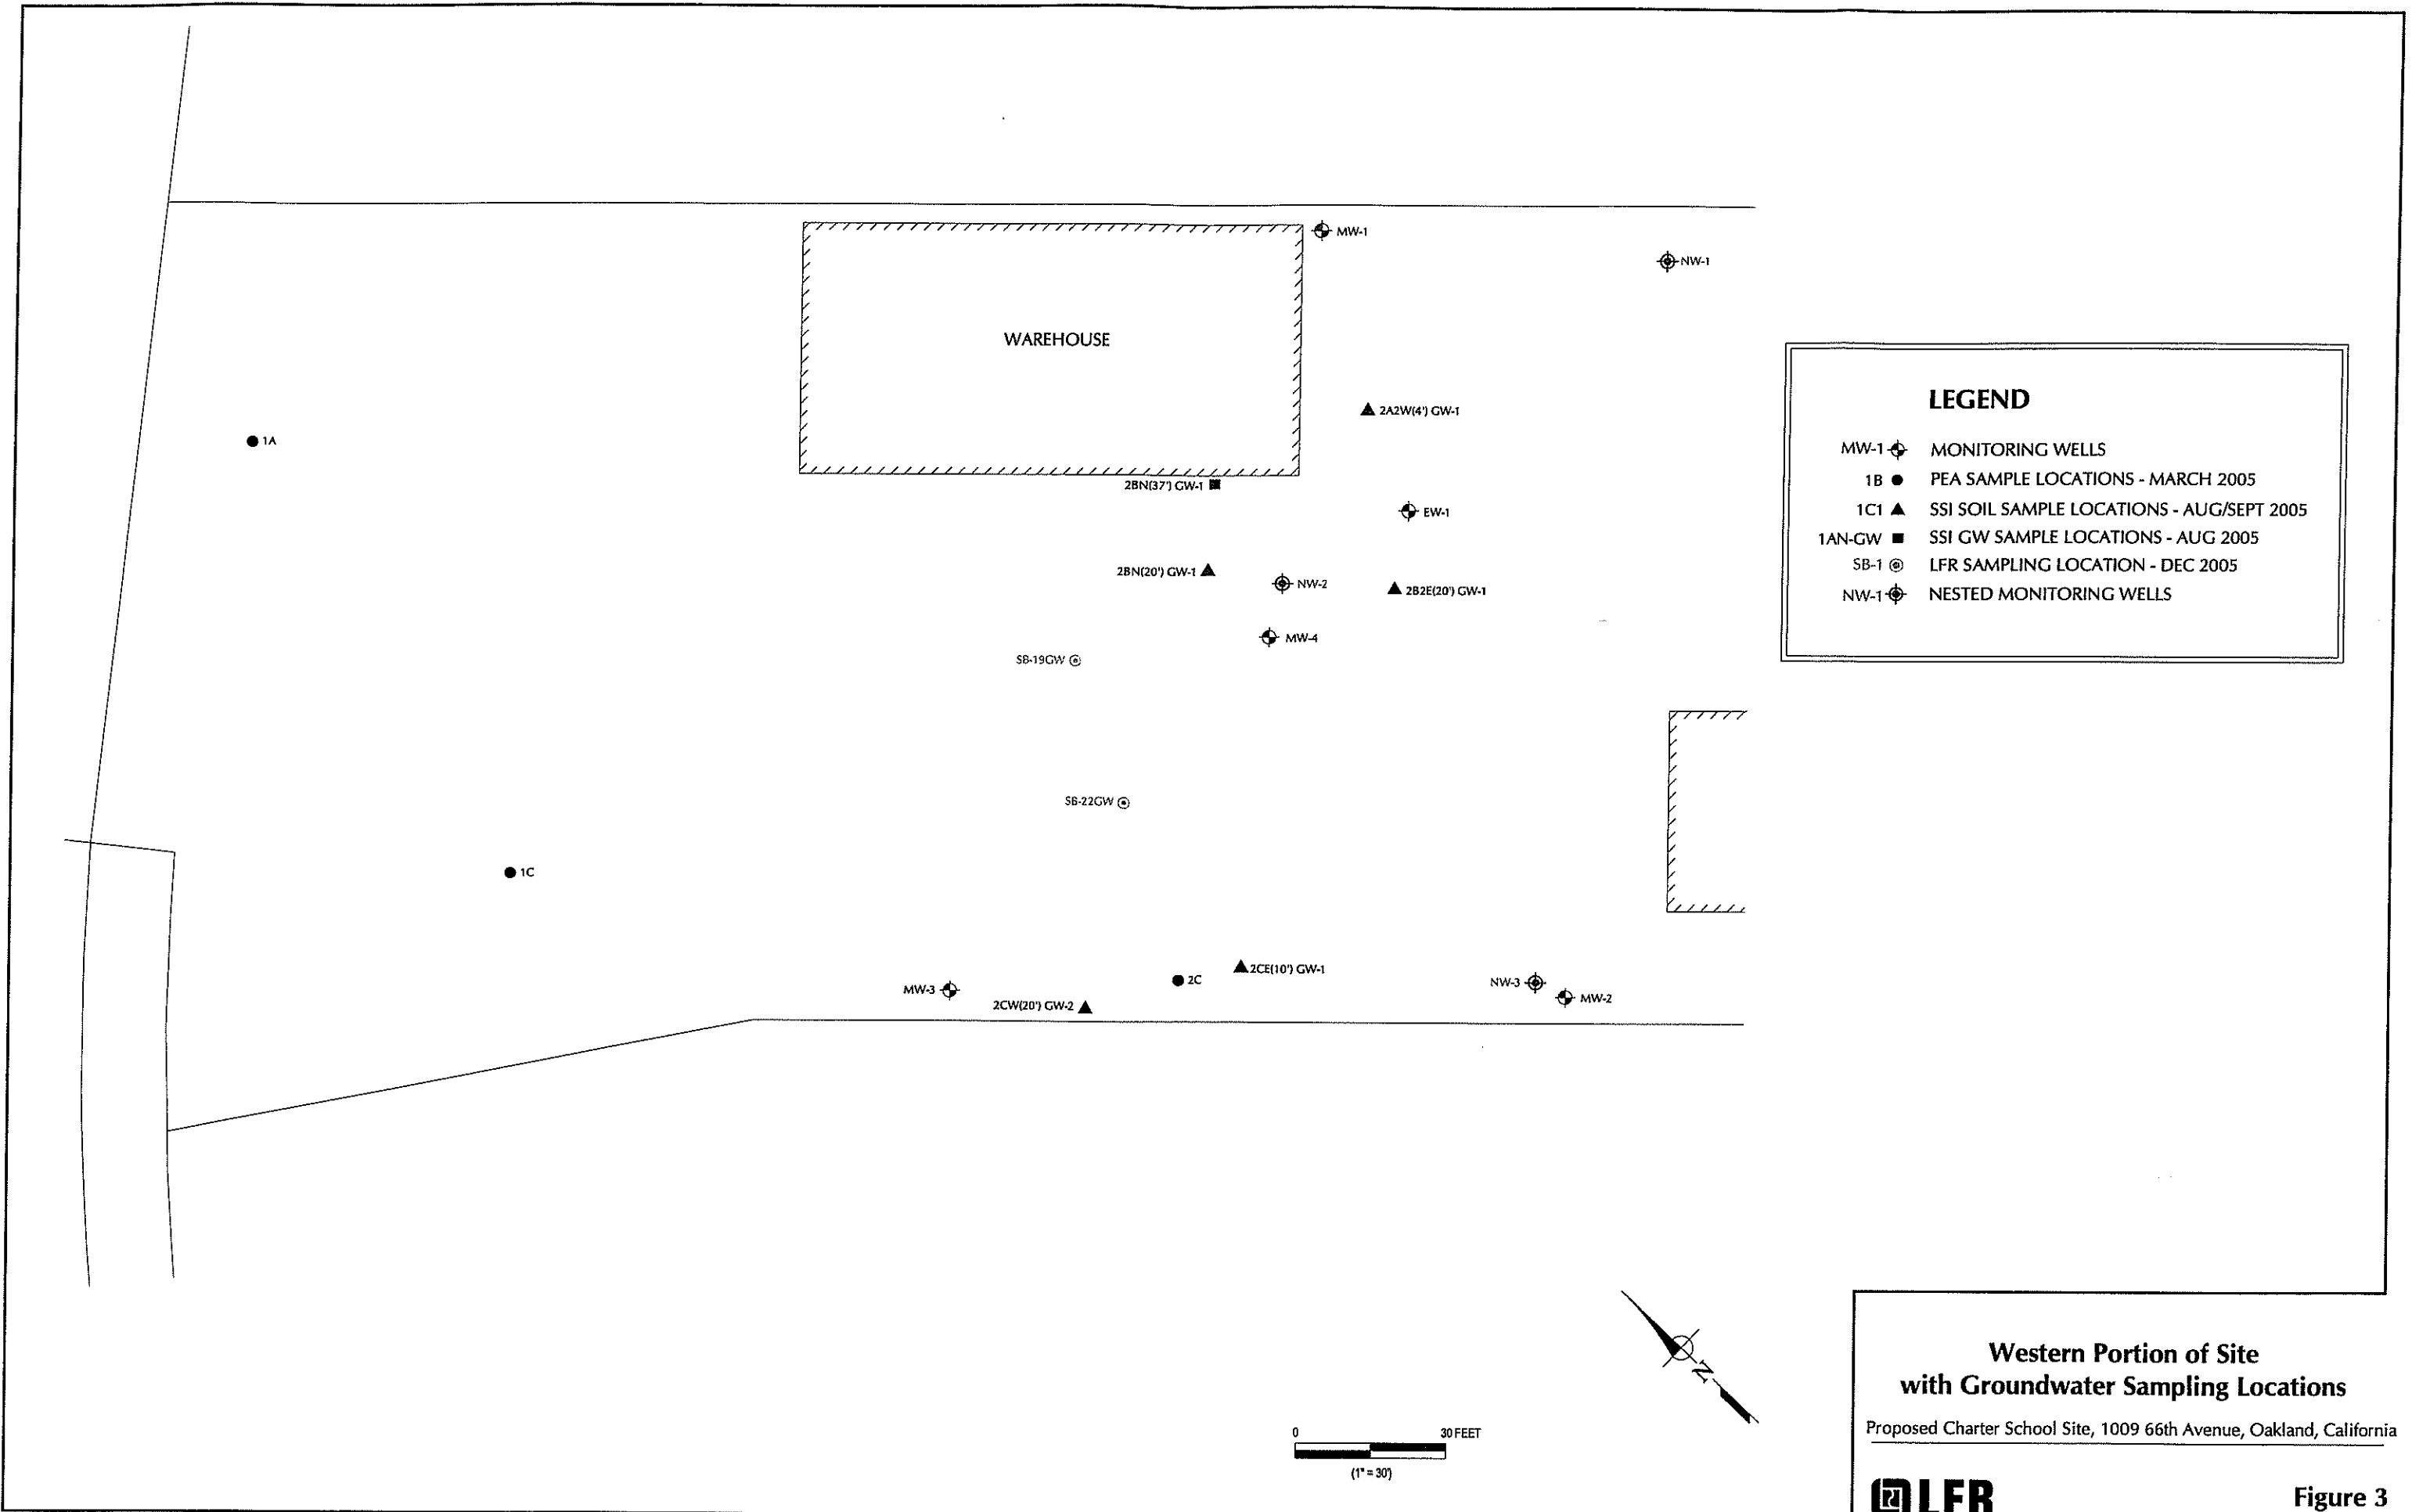 MW-1
NW-1
WAREHOUSE
2A2W(4') GW-1
1A
2BN(37') GW-1
EW-1
2BN(20') GW-1
NW-2
2B2E(20') GW-1
MW-4
SB-19GW
SB-22GW
1C
2CE(10') GW-1
2C
NW-3
MW-3
MW-2
2CW(20') GW-2
LEGEND
MW-1 MONITORING WELLS
1B PEA SAMPLE LOCATIONS - MARCH 2005
1C1 SSI SOIL SAMPLE LOCATIONS - AUG/SEPT 2005
1AN-GW SSI GW SAMPLE LOCATIONS - AUG 2005
SB-1 LFR SAMPLING LOCATION - DEC 2005
NW-1 NESTED MONITORING WELLS
N
0 30 FEET
(1" = 30')
Western Portion of Site
with Groundwater Sampling Locations
Proposed Charter School Site, 1009 66th Avenue, Oakland, California
LFR
Figure 3